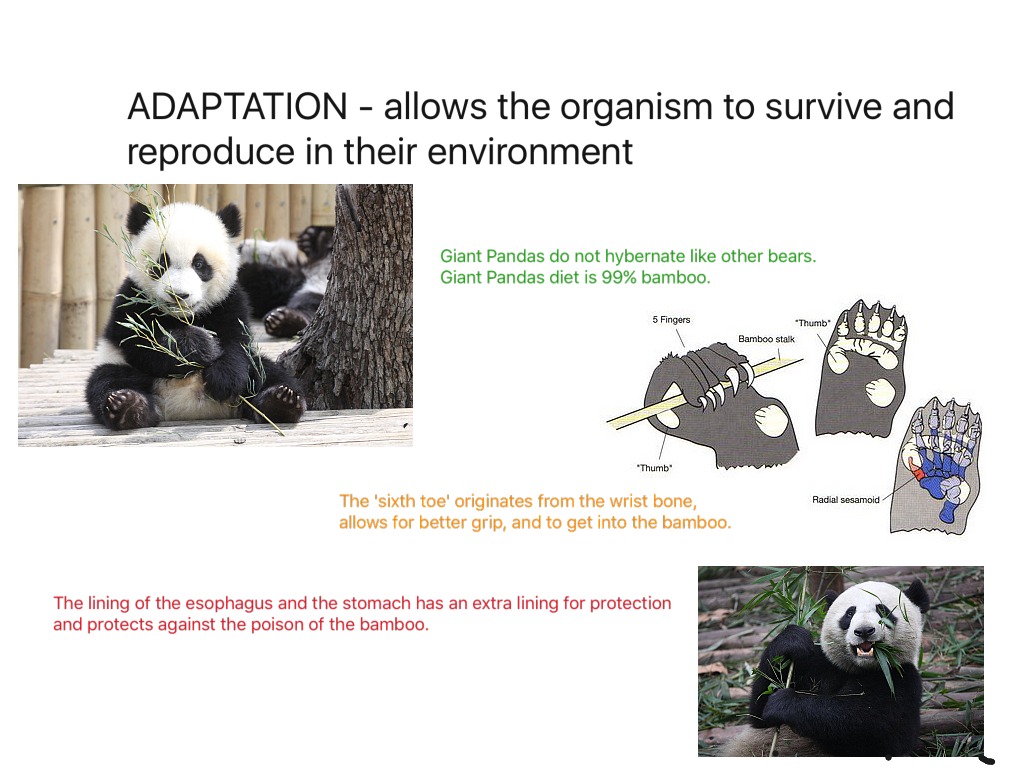 ADAPTATION - allows the organism to survive and
reproduce in their environment
Giant Pandas do not hybernate like other bears.
Giant Pandas diet is 99% bamboo.
5 Fingers
Bamboo stalk
"Thumb"
"Thumb"
Radial sesamoid
The 'sixth toe' originates from the wrist bone,
allows for better grip, and to get into the bamboo.
The lining of the esophagus and the stomach has an extra lining for protection
and protects against the poison of the bamboo.